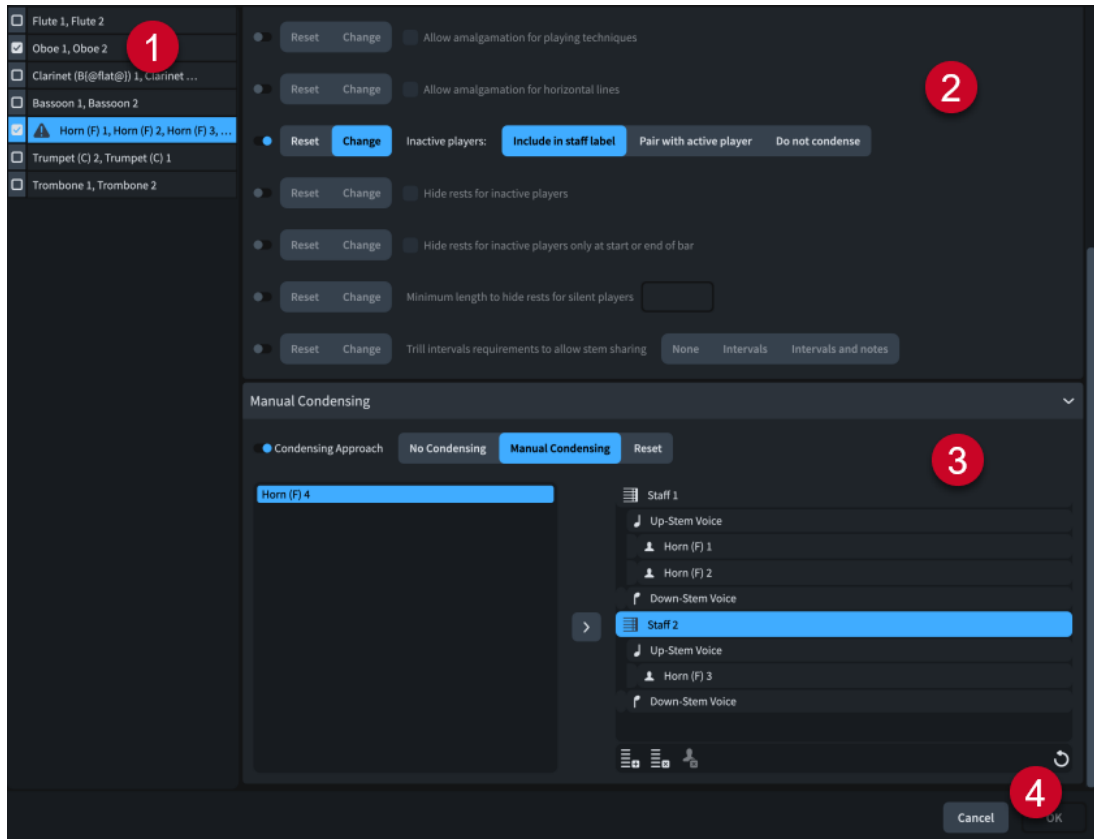 Flute 1, Flute 2
Oboe 1, Oboe 2
Clarinet (B{@flat@}) 1, Clarinet ...
Bassoon 1, Bassoon 2
Horn (F) 1, Horn (F) 2, Horn (F) 3, ...
Trumpet (C) 2, Trumpet (C) 1
Trombone 1, Trombone 2
1
Reset Change Allow amalgamation for playing techniques
2
Reset Change Allow amalgamation for horizontal lines
Reset Change Inactive players: Include in staff label Pair with active player Do not condense
Reset Change Hide rests for inactive players
Reset Change Hide rests for inactive players only at start or end of bar
Reset Change Minimum length to hide rests for silent players
Reset Change Trill intervals requirements to allow stem sharing None Intervals Intervals and notes
Manual Condensing
Condensing Approach No Condensing Manual Condensing Reset
3
Horn (F) 4
Staff 1
Up-Stem Voice
Horn (F) 1
Horn (F) 2
Down-Stem Voice
Staff 2
Up-Stem Voice
Horn (F) 3
Down-Stem Voice
4
Cancel OK